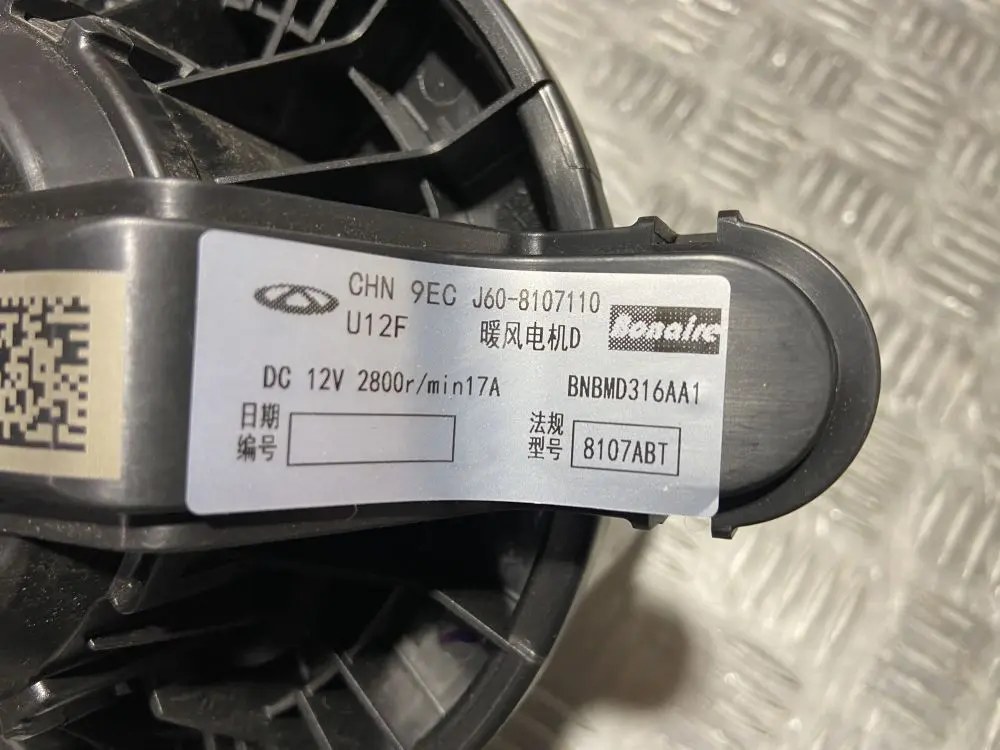 CHN 9EC J60-8107110
U12F 暖风电机D
Bonaire
DC 12V 2800r/min17A BNBMD316AA1
日期
编号
法规
型号
8107ABT